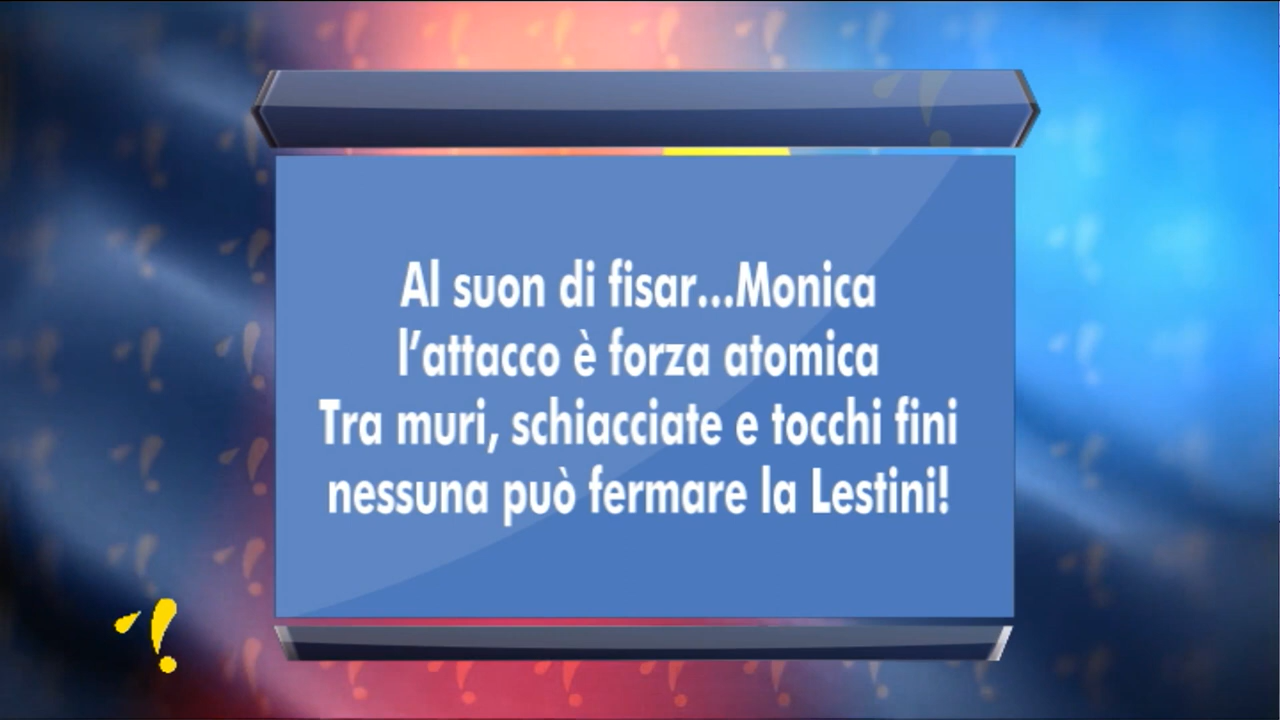 Al suon di fisar...Monica
l'attacco è forza atomica
Tra muri, schiacciate e tocchi fini
nessuna può fermare la Lestini!